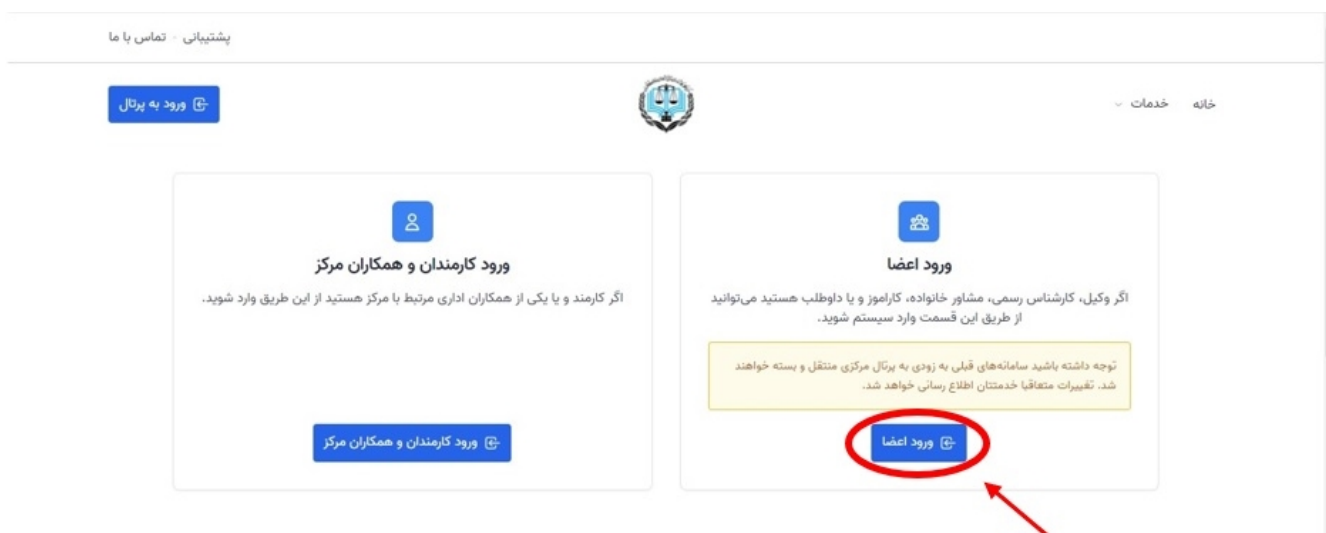 پشتیبانی - تماس با ما
خانه خدمات
ورود به پرتال
ورود اعضا
اگر وکیل، کارشناس رسمی، مشاور خانواده، کارآموز و یا داوطلب هستید می‌توانید
از طریق این قسمت وارد سیستم شوید.
توجه داشته باشید سامانه‌های قبلی به زودی به پرتال مرکزی منتقل و بسته خواهند
شد. تغییرات متعاقبا خدمتتان اطلاع رسانی خواهد شد.
ورود اعضا
ورود کارمندان و همکاران مرکز
اگر کارمند و یا یکی از همکاران اداری مرتبط با مرکز هستید از این طریق وارد شوید.
ورود کارمندان و همکاران مرکز